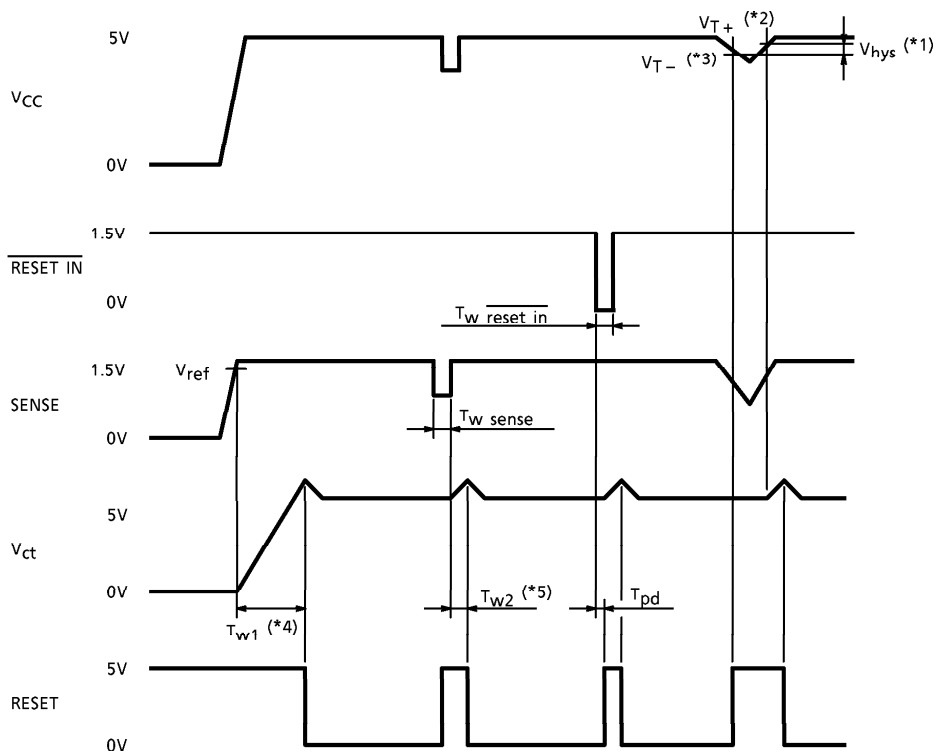 V_T+ (*2)
5V
V_T− (*3)
V_hys (*1)
V_CC
0V
1.5V
RESET IN
0V
T_w reset in
V_ref
1.5V
SENSE
0V
T_w sense
5V
V_ct
0V
T_w1 (*4)
T_w2 (*5)
T_pd
5V
RESET
0V